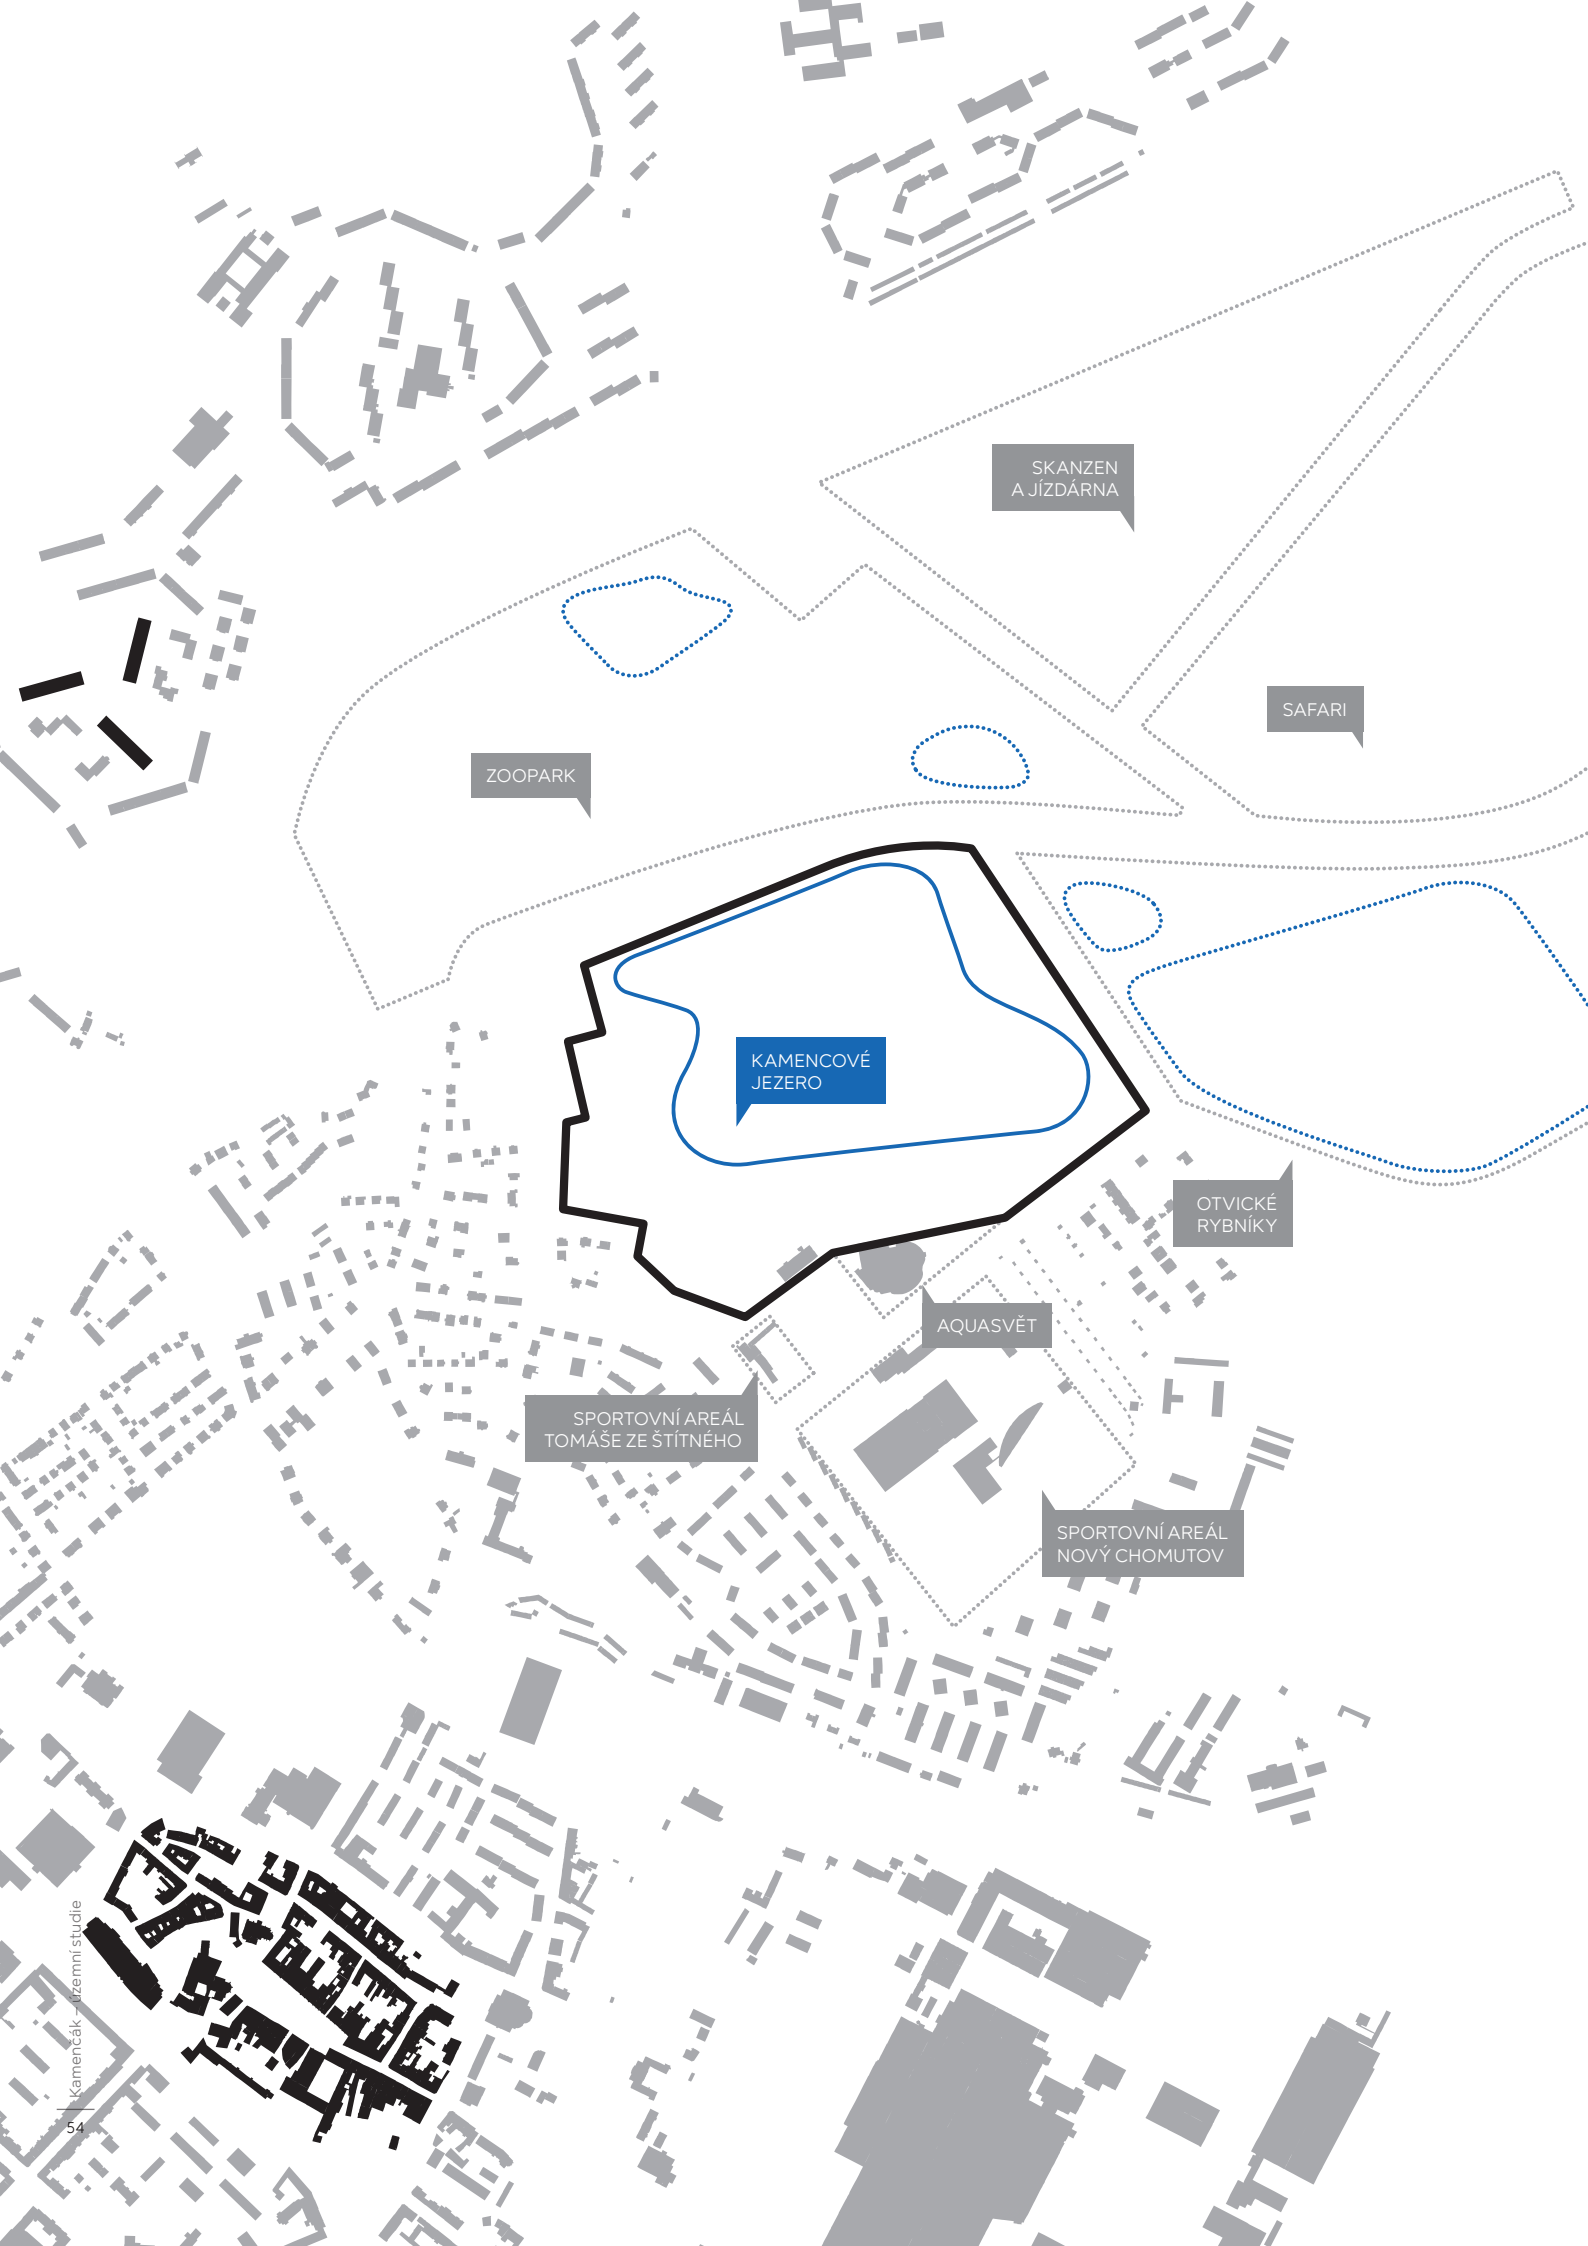 SKANZEN
A JÍZDÁRNA
SAFARI
ZOOPARK
KAMENCOVÉ
JEZERO
OTVICKÉ
RYBNÍKY
AQUASVĚT
SPORTOVNÍ AREÁL
TOMÁŠE ZE ŠTÍTNÉHO
SPORTOVNÍ AREÁL
NOVÝ CHOMUTOV
Kamenčák – územní studie
54